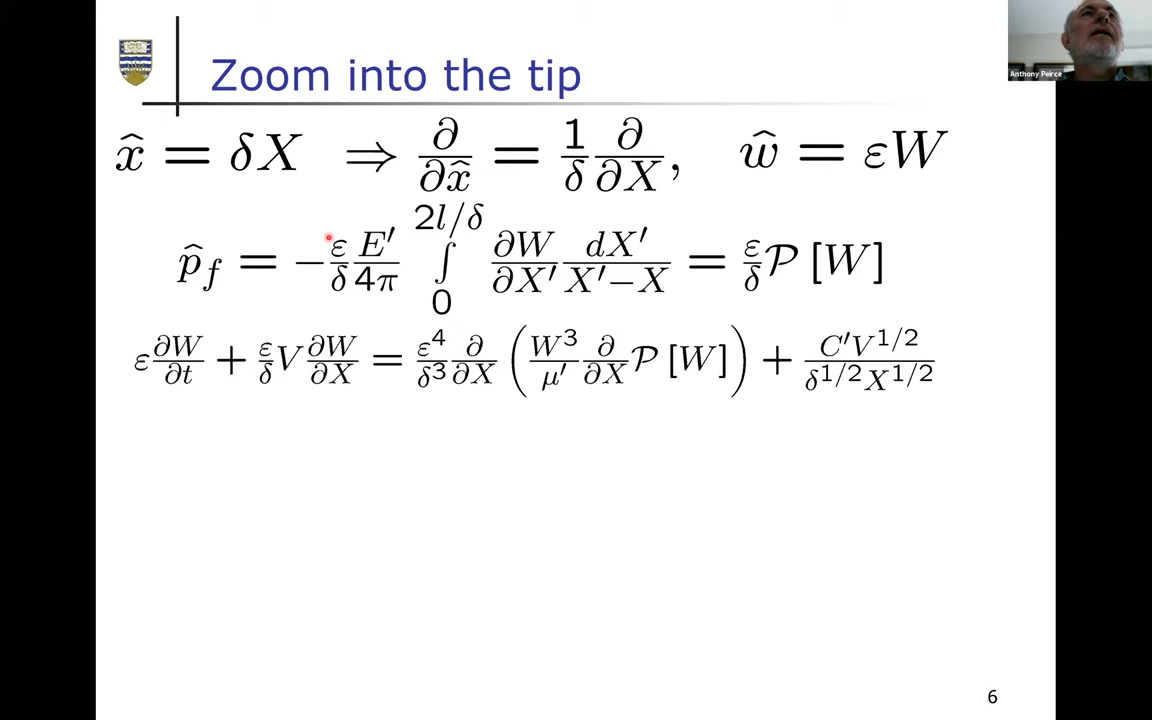 Anthony Peirce
Zoom into the tip
x̂ = δX ⇒ ∂/∂x̂ = 1/δ ∂/∂X, ŵ = εW
p̂_f = −ε/δ E′/4π ∫_0^{2l/δ} ∂W/∂X′ dX′/(X′−X) = ε/δ 𝒫 [W]
ε ∂W/∂t + ε/δ V ∂W/∂X = ε⁴/δ³ ∂/∂X (W³/μ′ ∂/∂X 𝒫 [W]) + C′V^{1/2}/(δ^{1/2}X^{1/2})
6